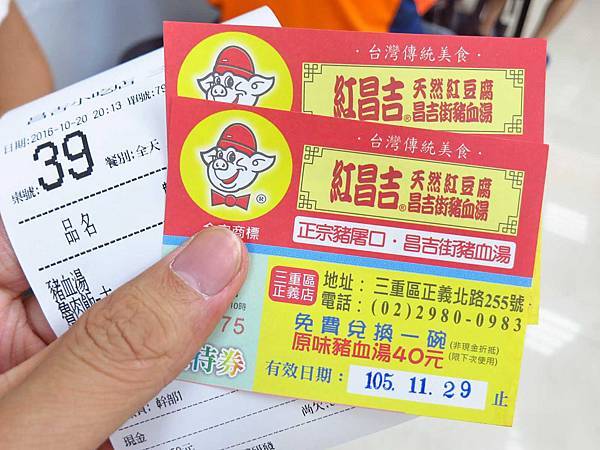 日期:2016-10-20 20:13
桌號: 39 餐別:全天
品名
豬血湯
現金
·台灣傳統美食·
紅昌吉® 天然紅豆腐
昌吉街豬血湯
·台灣傳統美食·
紅昌吉® 天然紅豆腐
昌吉街豬血湯
®
商標
正宗豬屠口·昌吉街豬血湯
三重區
正義店
地址：三重區正義北路255號
電話：(02)2980-0983
免費兌換一碗
原味豬血湯40元
(非現金折抵)
(限下次使用)
75
待券
有效日期： 105. 11. 29 止